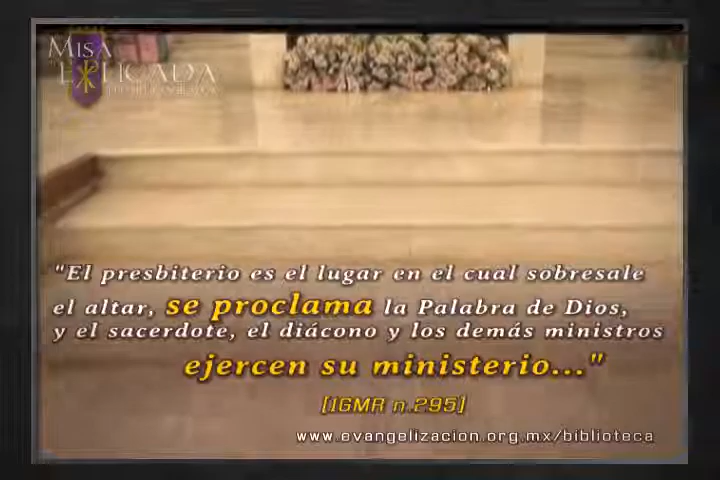 MISA
EXPLICADA
"El presbiterio es el lugar en el cual sobresale
el altar, se proclama la Palabra de Dios,
y el sacerdote, el diácono y los demás ministros
ejercen su ministerio..."
[IGMR n.295]
www.evangelizacion.org.mx/biblioteca